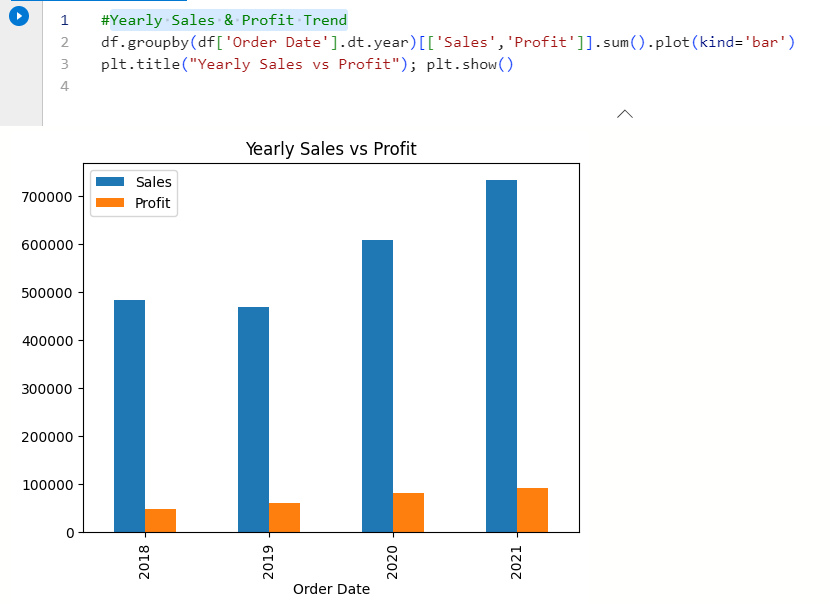 1 #Yearly Sales & Profit Trend
2 df.groupby(df['Order Date'].dt.year)[['Sales','Profit']].sum().plot(kind='bar')
3 plt.title("Yearly Sales vs Profit"); plt.show()
4
Yearly Sales vs Profit
Sales
Profit
700000
600000
500000
400000
300000
200000
100000
0
2018 2019 2020 2021
Order Date